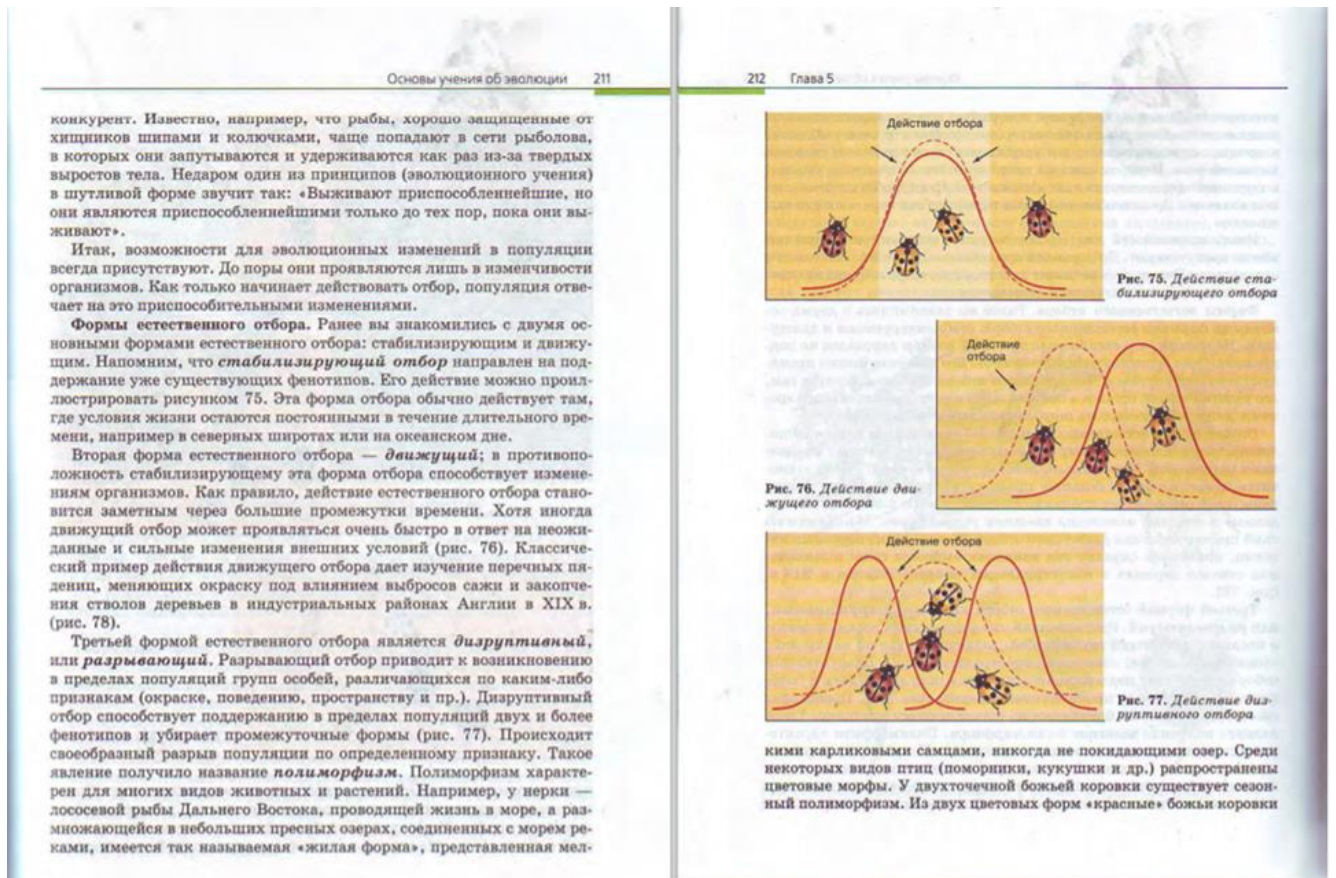 Основы учения об эволюции 211
конкурент. Известно, например, что рыбы, хорошо защищенные от
хищников шипами и колючками, чаще попадают в сети рыболова,
в которых они запутываются и удерживаются как раз из-за твердых
выростов тела. Недаром один из принципов (эволюционного учения)
в шутливой форме звучит так: «Выживают приспособленнейшие, но
они являются приспособленнейшими только до тех пор, пока они вы-
живают».
Итак, возможности для эволюционных изменений в популяции
всегда присутствуют. До поры они проявляются лишь в изменчивости
организмов. Как только начинает действовать отбор, популяция отве-
чает на это приспособительными изменениями.
Формы естественного отбора. Ранее вы знакомились с двумя ос-
новными формами естественного отбора: стабилизирующим и движу-
щим. Напомним, что стабилизирующий отбор направлен на под-
держание уже существующих фенотипов. Его действие можно проил-
люстрировать рисунком 75. Эта форма отбора обычно действует там,
где условия жизни остаются постоянными в течение длительного вре-
мени, например в северных широтах или на океанском дне.
Вторая форма естественного отбора — движущий; в противопо-
ложность стабилизирующему эта форма отбора способствует измене-
ниям организмов. Как правило, действие естественного отбора стано-
вится заметным через большие промежутки времени. Хотя иногда
движущий отбор может проявляться очень быстро в ответ на неожи-
данные и сильные изменения внешних условий (рис. 76). Классиче-
ский пример действия движущего отбора дает изучение перечных пя-
дениц, меняющих окраску под влиянием выбросов сажи и закопче-
ния стволов деревьев в индустриальных районах Англии в XIX в.
(рис. 78).
Третьей формой естественного отбора является дизруптивный,
или разрывающий. Разрывающий отбор приводит к возникновению
в пределах популяций групп особей, различающихся по каким-либо
признакам (окраске, поведению, пространству и пр.). Дизруптивный
отбор способствует поддержанию в пределах популяций двух и более
фенотипов и убирает промежуточные формы (рис. 77). Происходит
своеобразный разрыв популяции по определенному признаку. Такое
явление получило название полиморфизм. Полиморфизм характе-
рен для многих видов животных и растений. Например, у нерки —
лососевой рыбы Дальнего Востока, проводящей жизнь в море, а раз-
множающейся в небольших пресных озерах, соединенных с морем ре-
ками, имеется так называемая «жилая форма», представленная мел-
212 Глава 5
Действие отбора
Рис. 75. Действие ста-
билизирующего отбора
Действие
отбора
Рис. 76. Действие дви-
жущего отбора
Действие отбора
Рис. 77. Действие диз-
руптивного отбора
кими карликовыми самцами, никогда не покидающими озер. Среди
некоторых видов птиц (поморники, кукушки и др.) распространены
цветовые морфы. У двухточечной божьей коровки существует сезон-
ный полиморфизм. Из двух цветовых форм «красные» божьи коровки